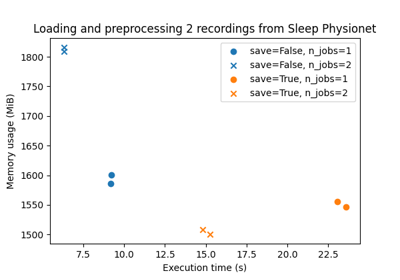 Loading and preprocessing 2 recordings from Sleep Physionet
save=False, n_jobs=1
save=False, n_jobs=2
save=True, n_jobs=1
save=True, n_jobs=2
Memory usage (MiB)
1800
1750
1700
1650
1600
1550
1500
7.5 10.0 12.5 15.0 17.5 20.0 22.5
Execution time (s)